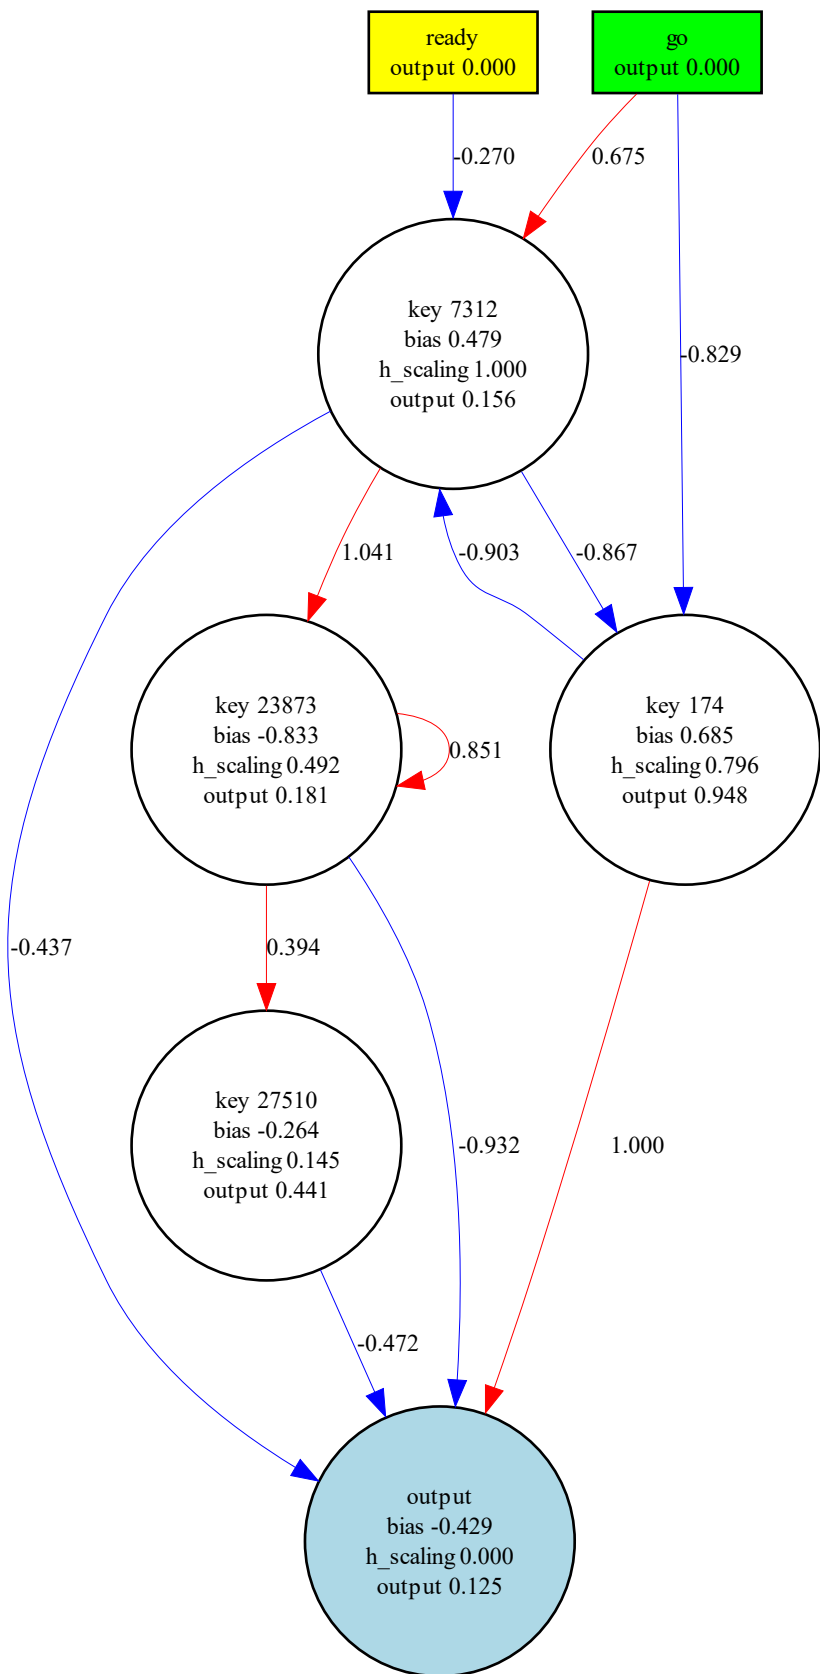 ready
output 0.000
go
output 0.000
-0.270
0.675
key 7312
bias 0.479
h_scaling 1.000
output 0.156
-0.829
1.041
-0.903
-0.867
key 23873
bias -0.833
h_scaling 0.492
output 0.181
0.851
key 174
bias 0.685
h_scaling 0.796
output 0.948
-0.437
0.394
key 27510
bias -0.264
h_scaling 0.145
output 0.441
-0.932
1.000
-0.472
output
bias -0.429
h_scaling 0.000
output 0.125